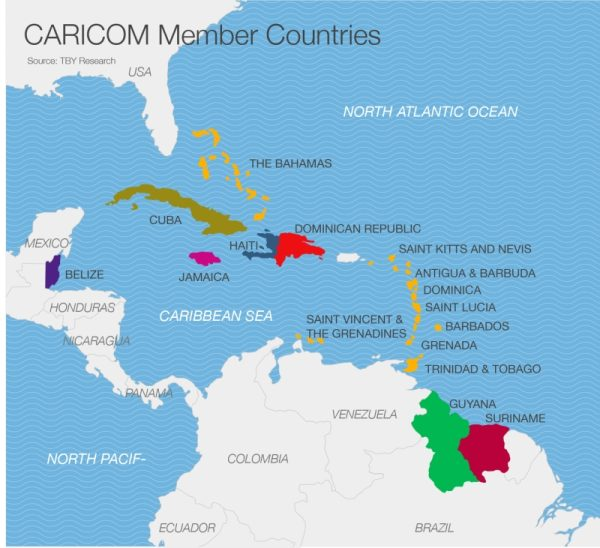 CARICOM Member Countries
Source: TBY Research
USA
NORTH ATLANTIC OCEAN
THE BAHAMAS
CUBA
DOMINICAN REPUBLIC
HAITI
MEXICO
SAINT KITTS AND NEVIS
BELIZE
JAMAICA
ANTIGUA & BARBUDA
DOMINICA
HONDURAS
SAINT LUCIA
CARIBBEAN SEA
SAINT VINCENT &
THE GRENADINES
BARBADOS
NICARAGUA
GRENADA
TRINIDAD & TOBAGO
PANAMA
GUYANA
VENEZUELA
SURINAME
NORTH PACIF-
COLOMBIA
ECUADOR
BRAZIL